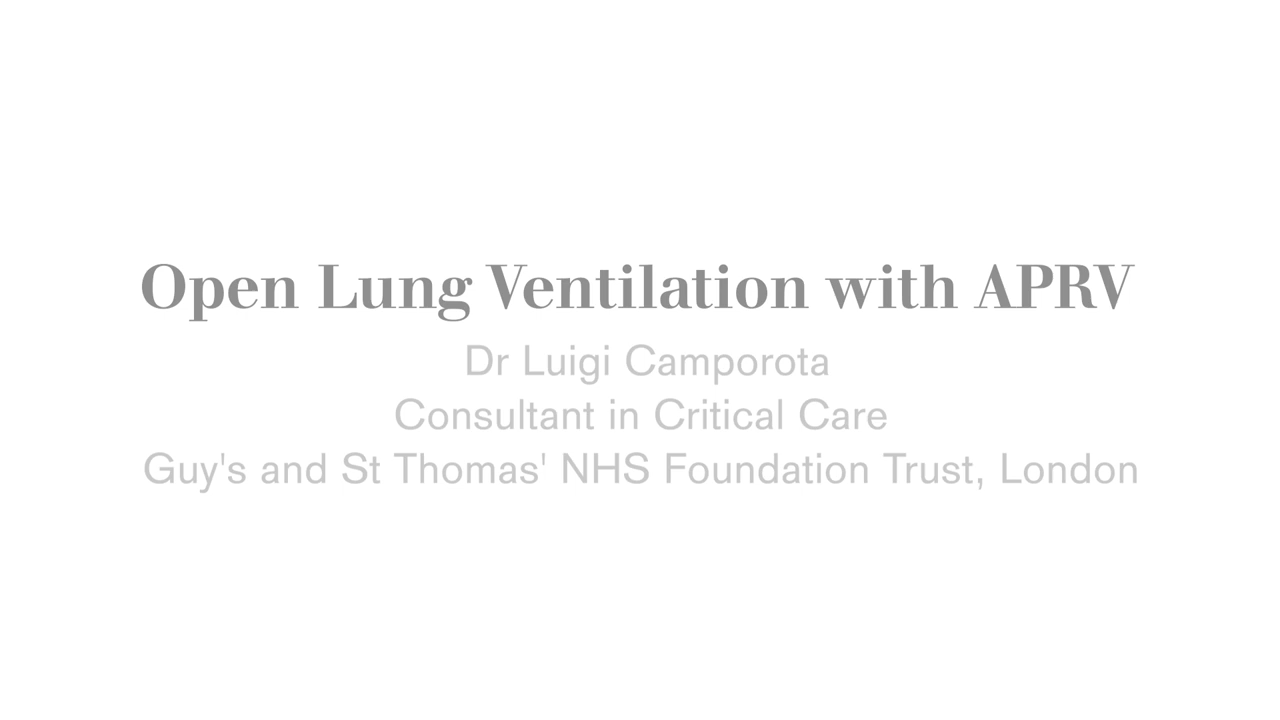 Open Lung Ventilation with APRV
Dr Luigi Camporota
Consultant in Critical Care
Guy's and St Thomas' NHS Foundation Trust, London